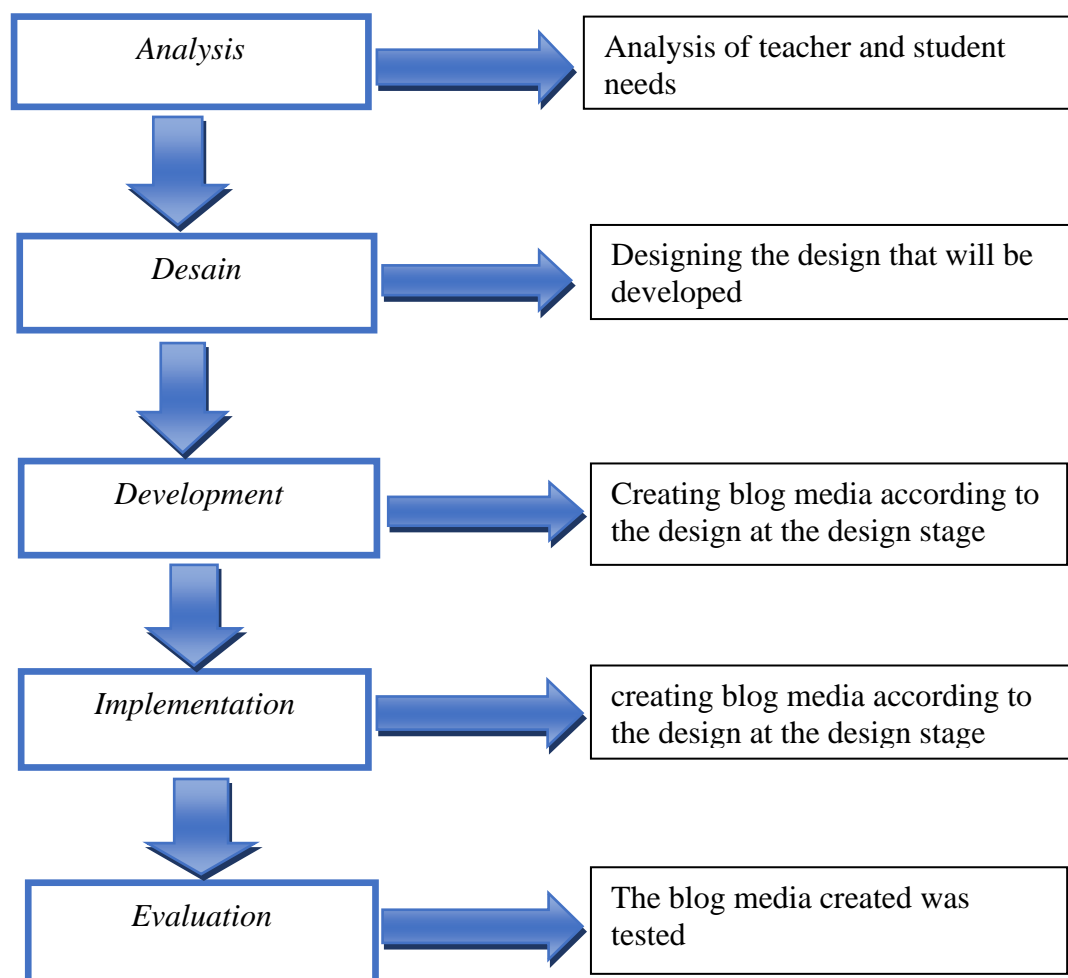 Analysis
Analysis of teacher and student
needs
Desain
Designing the design that will be
developed
Development
Creating blog media according to
the design at the design stage
Implementation
creating blog media according to
the design at the design stage
Evaluation
The blog media created was
tested